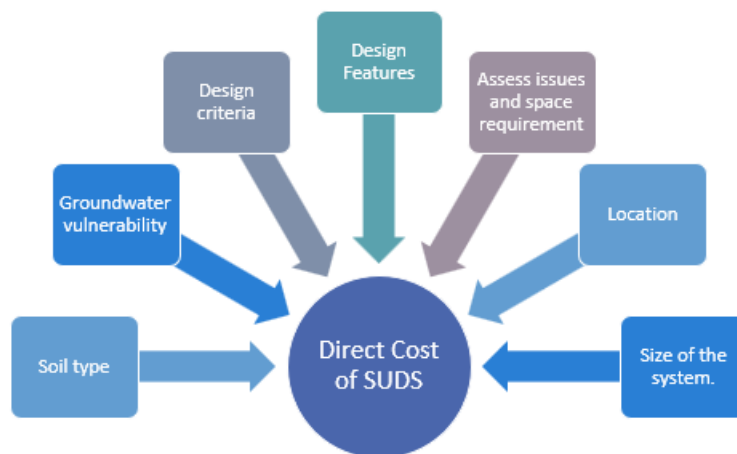 Design
Features
Design
criteria
Assess issues
and space
requirement
Groundwater
vulnerability
Location
Soil type
Direct Cost
of SUDS
Size of the
system.